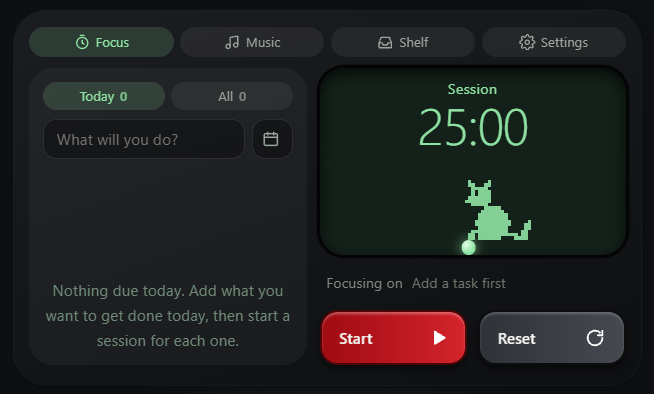 Focus
Music
Shelf
Settings
Today 0
All 0
What will you do?
Nothing due today. Add what you
want to get done today, then start a
session for each one.
Session
25:00
Focusing on Add a task first
Start
Reset